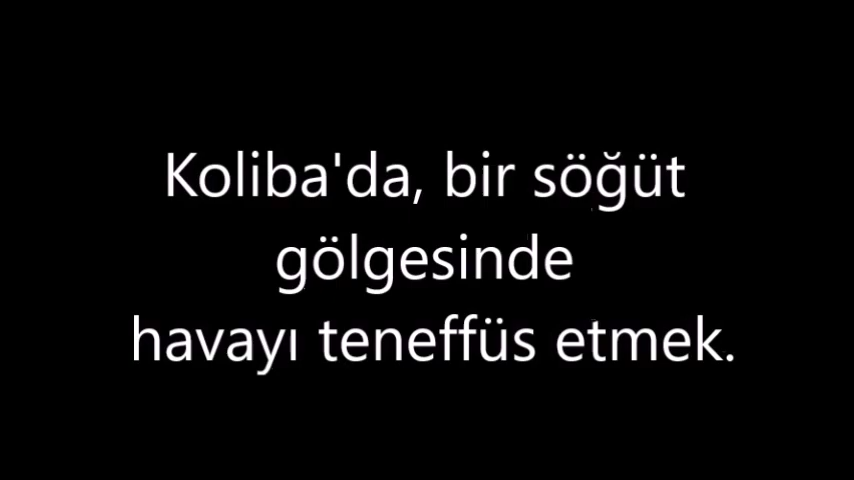 Koliba'da, bir söğüt
gölgesinde
havayı teneffüs etmek.